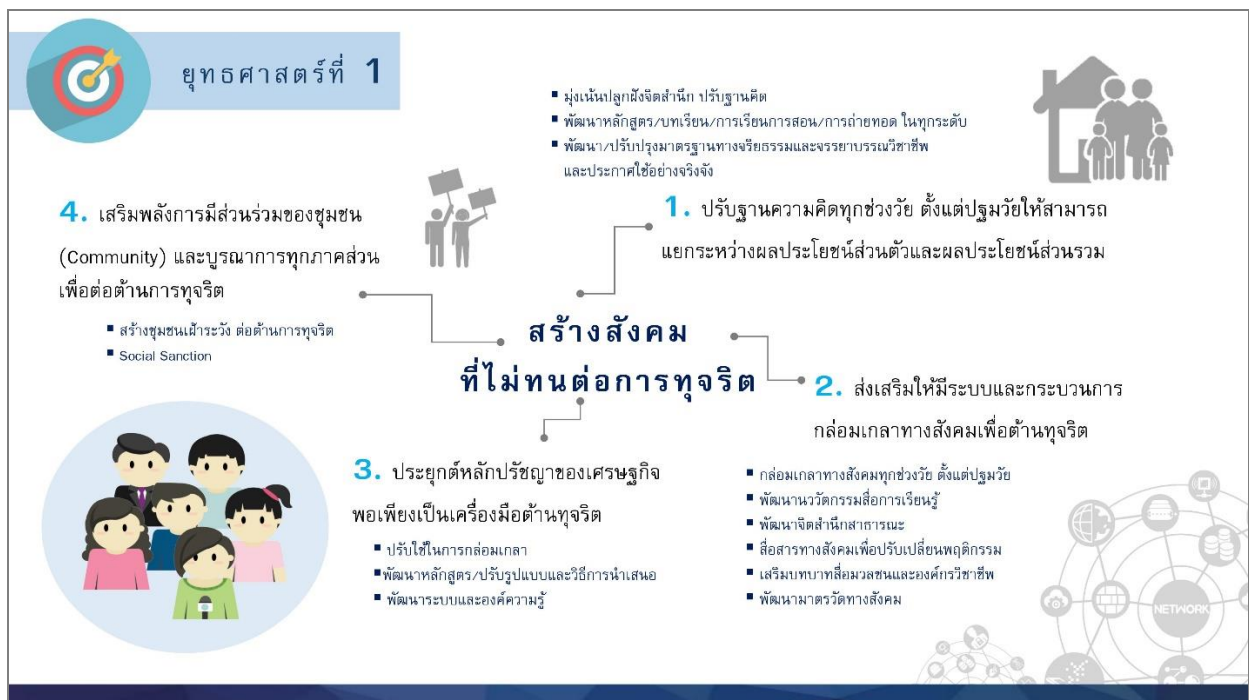 ยุทธศาสตร์ที่ 1
▪ มุ่งเน้นปลูกฝังจิตสำนึก ปรับฐานคิด
▪ พัฒนาหลักสูตร/บทเรียน/การเรียนการสอน/การถ่ายทอด ในทุกระดับ
▪ พัฒนา/ปรับปรุงมาตรฐานทางจริยธรรมและจรรยาบรรณวิชาชีพ
และประกาศใช้อย่างจริงจัง
1. ปรับฐานความคิดทุกช่วงวัย ตั้งแต่ปฐมวัยให้สามารถ
แยกระหว่างผลประโยชน์ส่วนตัวและผลประโยชน์ส่วนรวม
4. เสริมพลังการมีส่วนร่วมของชุมชน
(Community) และบูรณาการทุกภาคส่วน
เพื่อต่อต้านการทุจริต
▪ สร้างชุมชนเฝ้าระวัง ต่อต้านการทุจริต
▪ Social Sanction
สร้างสังคม
ที่ไม่ทนต่อการทุจริต
2. ส่งเสริมให้มีระบบและกระบวนการ
กล่อมเกลาทางสังคมเพื่อต้านทุจริต
▪ กล่อมเกลาทางสังคมทุกช่วงวัย ตั้งแต่ปฐมวัย
▪ พัฒนานวัตกรรมสื่อการเรียนรู้
▪ พัฒนาจิตสำนึกสาธารณะ
▪ สื่อสารทางสังคมเพื่อปรับเปลี่ยนพฤติกรรม
▪ เสริมบทบาทสื่อมวลชนและองค์กรวิชาชีพ
▪ พัฒนามาตรวัดทางสังคม
3. ประยุกต์หลักปรัชญาของเศรษฐกิจ
พอเพียงเป็นเครื่องมือต้านทุจริต
▪ ปรับใช้ในการกล่อมเกลา
▪พัฒนาหลักสูตร/ปรับรูปแบบและวิธีการนำเสนอ
▪ พัฒนาระบบและองค์ความรู้
NETWORK